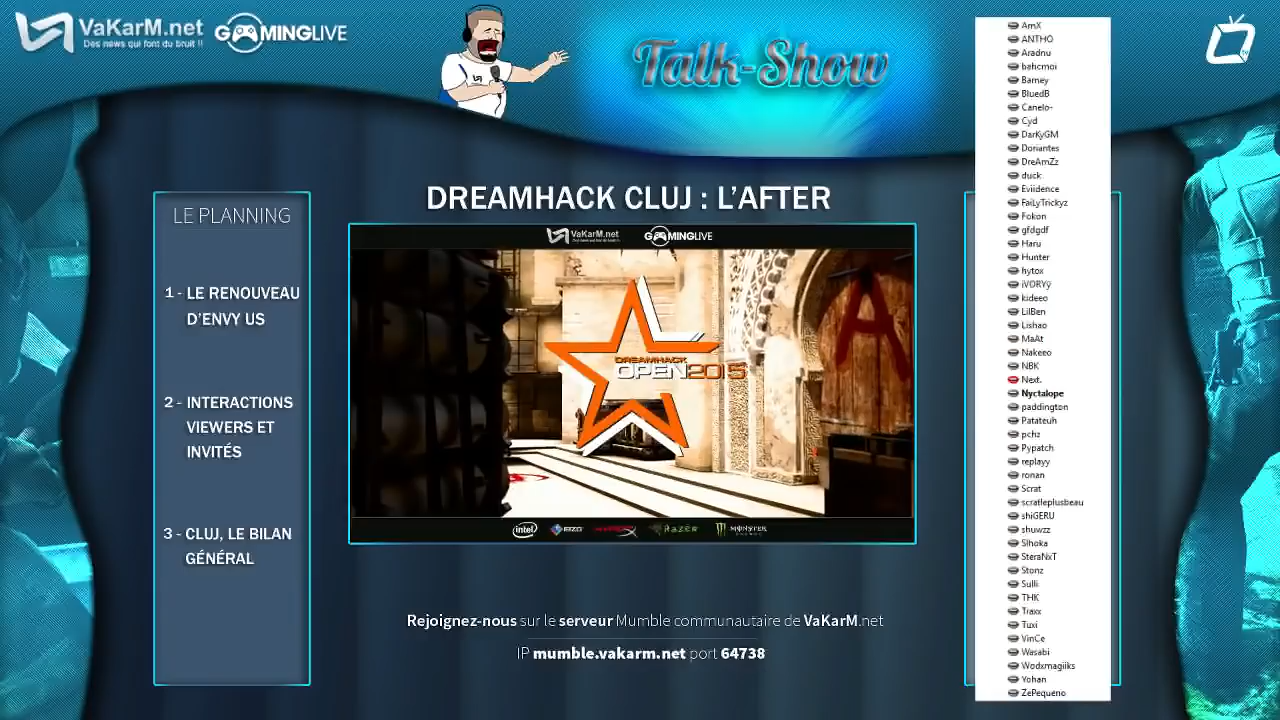 VaKarM.net
Des news qui font du bruit !!
GAMINGLIVE
Talk-Show
LE PLANNING
1 - LE RENOUVEAU
D'ENVY US
2 - INTERACTIONS
VIEWERS ET
INVITÉS
3 - CLUJ, LE BILAN
GÉNÉRAL
DREAMHACK CLUJ : L'AFTER
VaKarM.net
GAMINGLIVE
DREAMHACK
OPEN2015
A
intel
BIZIO
RAZER
MONSTER
Rejoignez-nous sur le serveur Mumble communautaire de VaKarM.net
IP mumble.vakarm.net port 64738
AmX
ANTHO
Aradnu
bahcmoi
Barney
BluedB
Canelo-
Cyd
DarKyGM
Doriantes
DreAmZz
duck
Eviidence
FaiLyTrickyz
Fokon
gfdgdf
Haru
Hunter
hytox
iVORYy
kideeo
LilBen
Lishao
MaAt
Nakeeo
NBK
Next.
Nyctalope
paddington
Patateuh
pchz
Pypatch
replayy
ronan
Scrat
scratleplusbeau
shiGERU
shuwzz
Slhoka
SteraNxT
Stonz
Sulli
THK
Traxx
Tuxi
VinCe
Wasabi
Wodxmagiiks
Yohan
ZePequeno